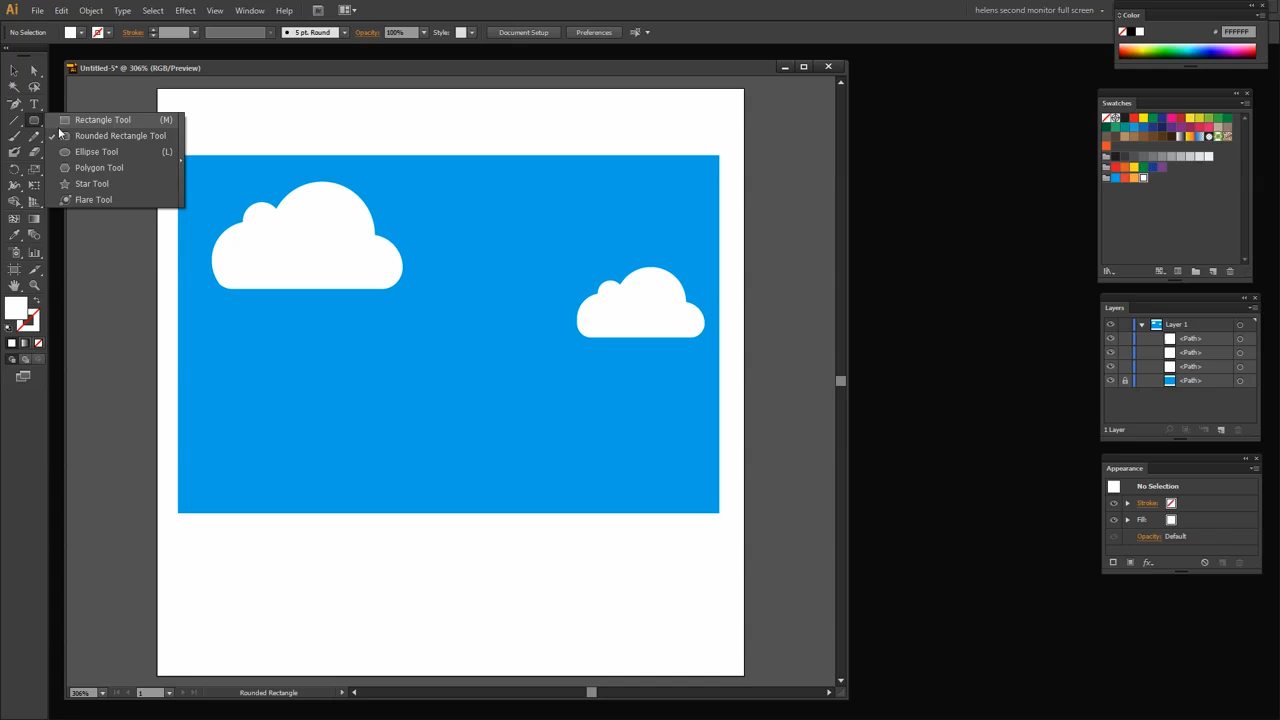 Ai File Edit Object Type Select Effect View Window Help
helens second monitor full screen
No Selection
Stroke:
5 pt. Round
Opacity: 100%
Style:
Document Setup
Preferences
Color
# FFFFFF
Untitled-5* @ 306% (RGB/Preview)
Rectangle Tool (M)
Rounded Rectangle Tool
Ellipse Tool (L)
Polygon Tool
Star Tool
Flare Tool
Swatches
Layers
Layer 1
<Path>
<Path>
<Path>
<Path>
1 Layer
Appearance
No Selection
Stroke:
Fill:
Opacity: Default
fx
306%
1
Rounded Rectangle